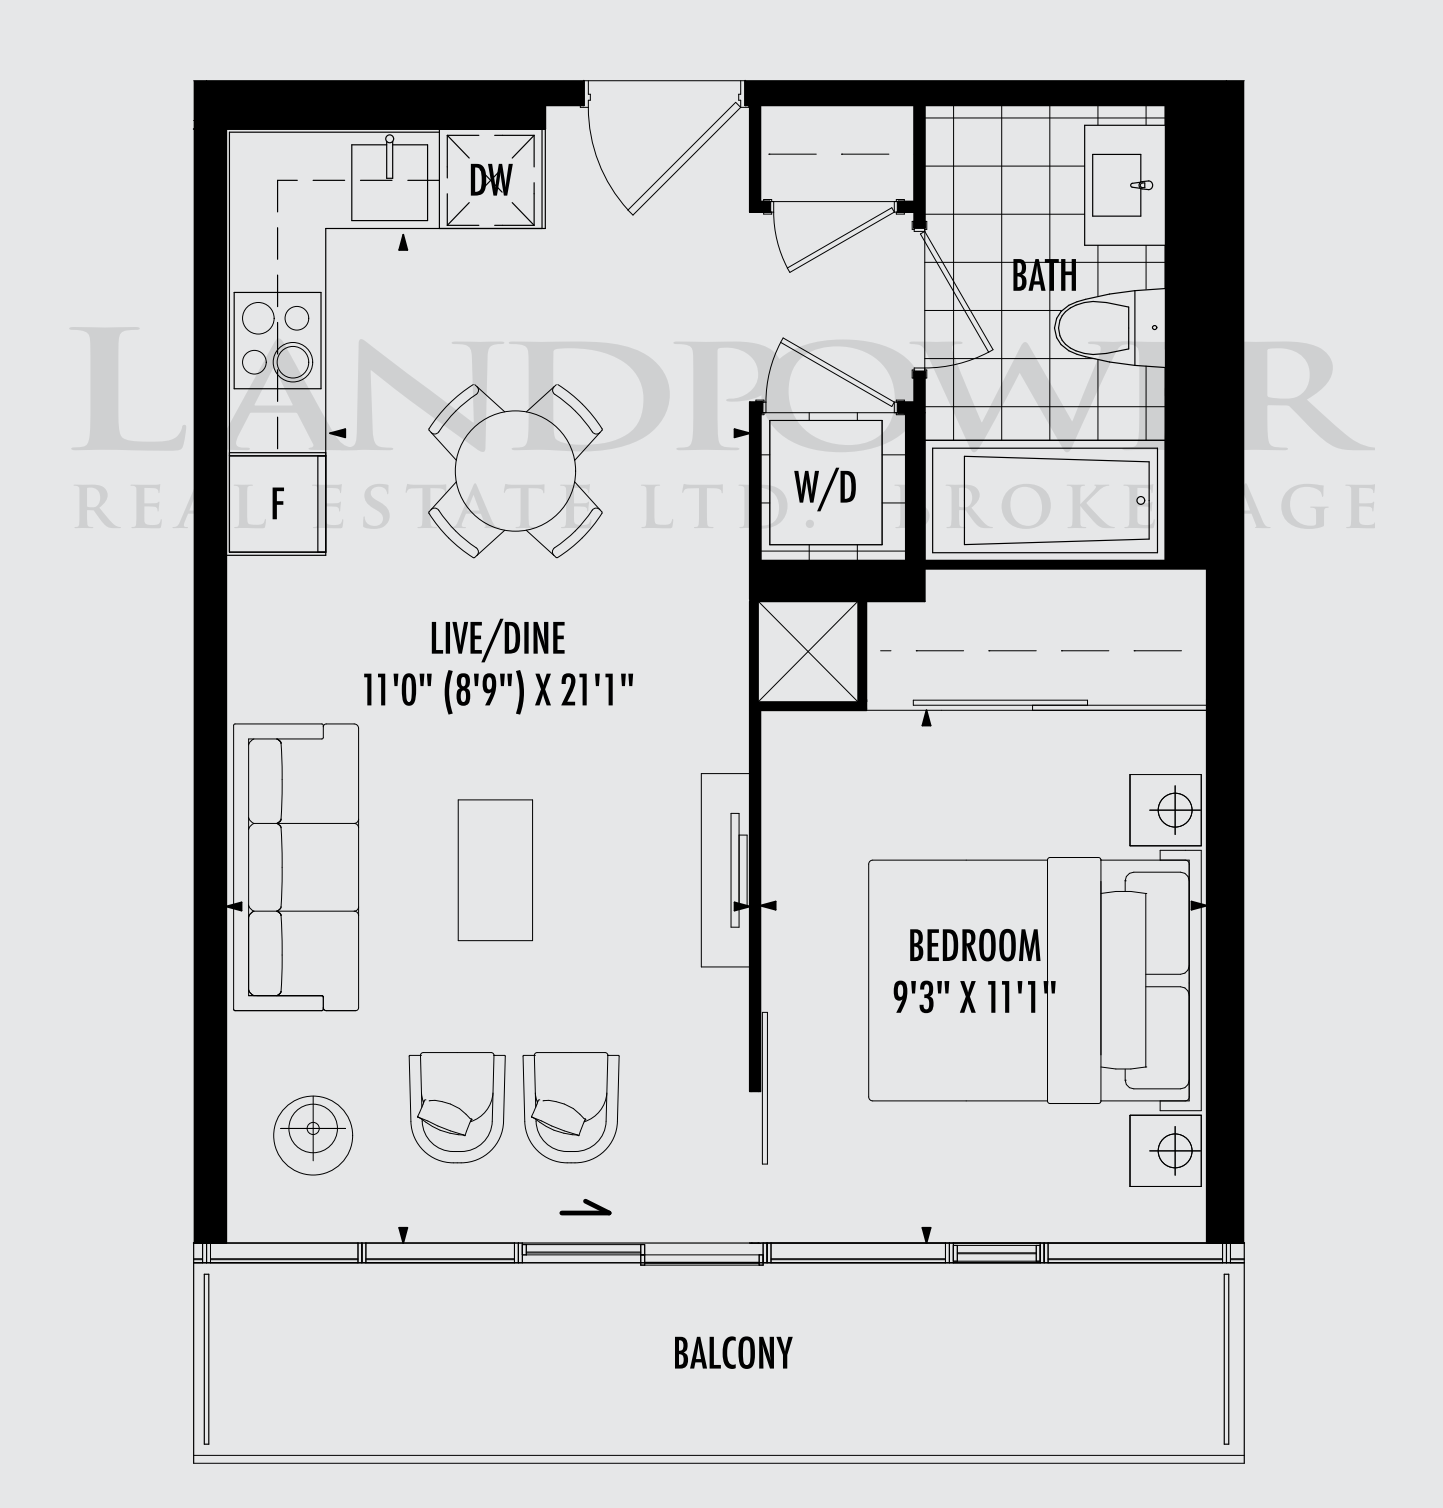 DW
BATH
LANDPOWER
REAL ESTATE LTD. BROKERAGE
F
W/D
LIVE/DINE
11'0" (8'9") X 21'1"
BEDROOM
9'3" X 11'1"
BALCONY